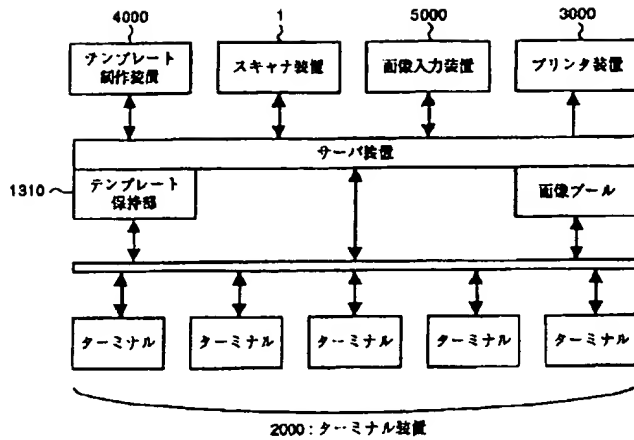 4000
1
5000
3000
テンプレート
制作装置
スキャナ装置
画像入力装置
プリンタ装置
サーバ装置
1310
テンプレート
保持部
画像プール
ターミナル
ターミナル
ターミナル
ターミナル
ターミナル
2000:ターミナル装置